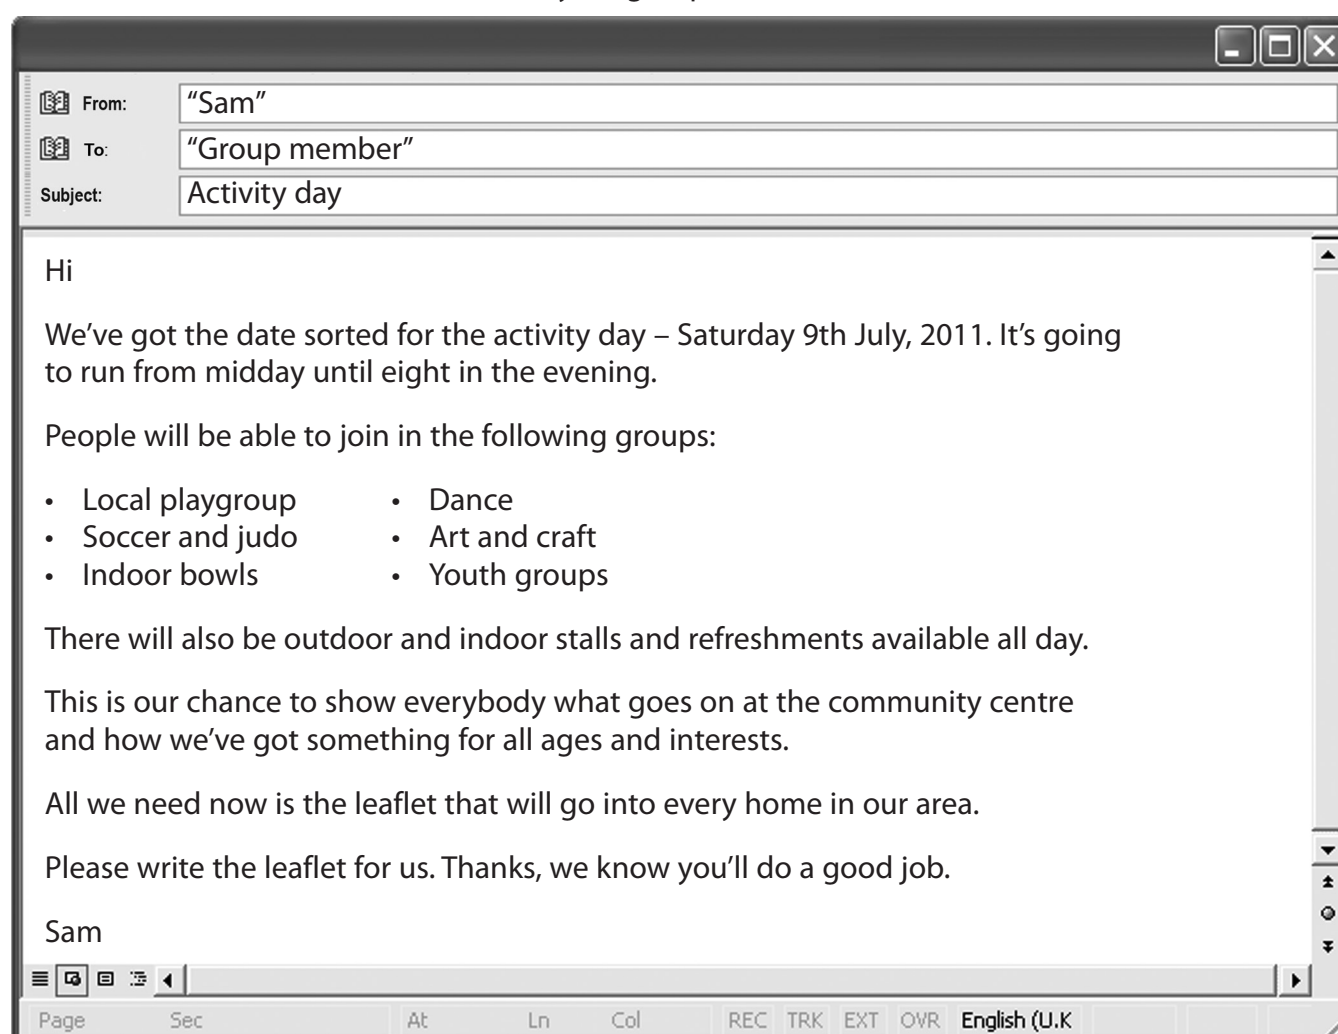 From: “Sam”
To: “Group member”
Subject: Activity day
Hi
We’ve got the date sorted for the activity day – Saturday 9th July, 2011. It’s going
to run from midday until eight in the evening.
People will be able to join in the following groups:
• Local playgroup • Dance
• Soccer and judo • Art and craft
• Indoor bowls • Youth groups
There will also be outdoor and indoor stalls and refreshments available all day.
This is our chance to show everybody what goes on at the community centre
and how we’ve got something for all ages and interests.
All we need now is the leaflet that will go into every home in our area.
Please write the leaflet for us. Thanks, we know you’ll do a good job.
Sam
Page Sec At Ln Col REC TRK EXT OVR English (U.K